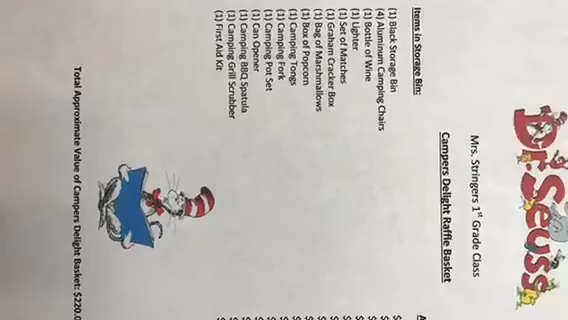 Dr. Seuss
Mrs. Stringers 1st Grade Class
Campers Delight Raffle Basket
Items in Storage Bin:
(1) Black Storage Bin
(4) Aluminum Camping Chairs
(1) Bottle of Wine
(1) Lighter
(1) Set of Matches
(1) Graham Cracker Box
(1) Bag of Marshmallows
(1) Box of Popcorn
(1) Camping Tongs
(1) Camping Fork
(1) Camping Pot Set
(1) Can Opener
(1) Camping BBQ Spatula
(1) Camping Grill Scrubber
(1) First Aid Kit
Total Approximate Value of Campers Delight Basket: $220.0